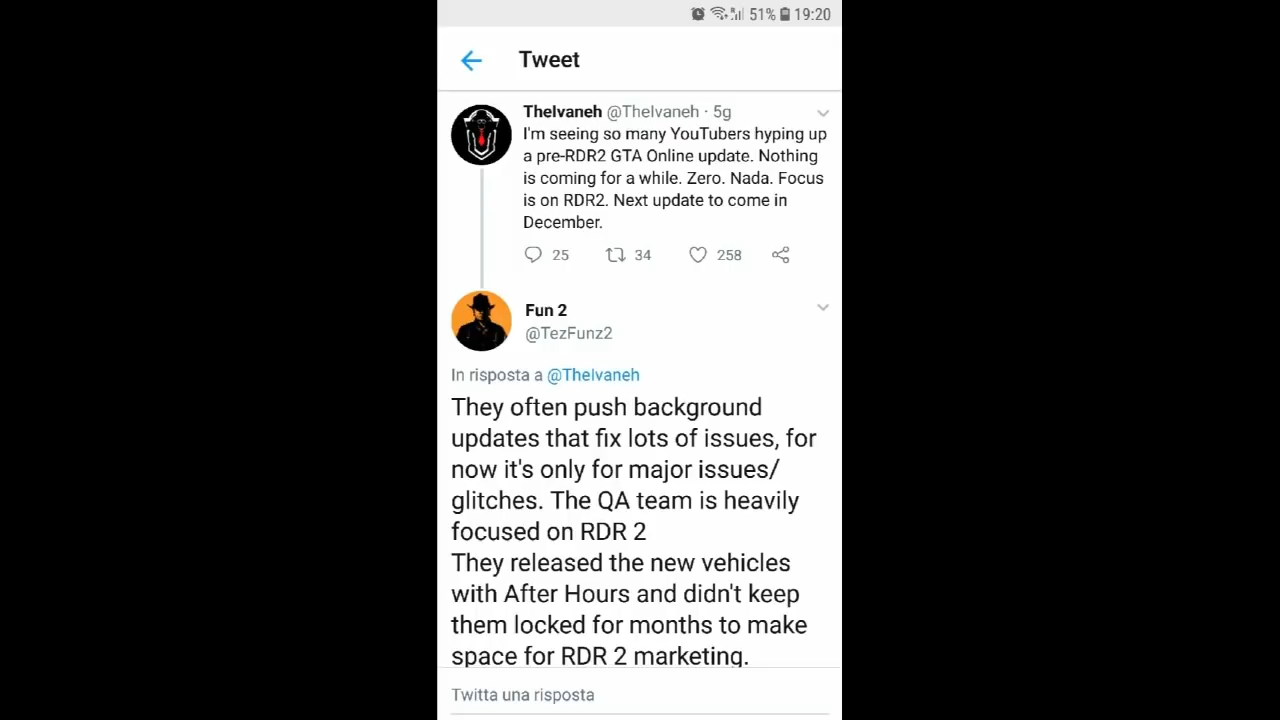 51% 19:20
Tweet
TheIvaneh @TheIvaneh · 5g
I'm seeing so many YouTubers hyping up
a pre-RDR2 GTA Online update. Nothing
is coming for a while. Zero. Nada. Focus
is on RDR2. Next update to come in
December.
25 34 258
Fun 2
@TezFunz2
In risposta a @TheIvaneh
They often push background
updates that fix lots of issues, for
now it's only for major issues/
glitches. The QA team is heavily
focused on RDR 2
They released the new vehicles
with After Hours and didn't keep
them locked for months to make
space for RDR 2 marketing.
Twitta una risposta